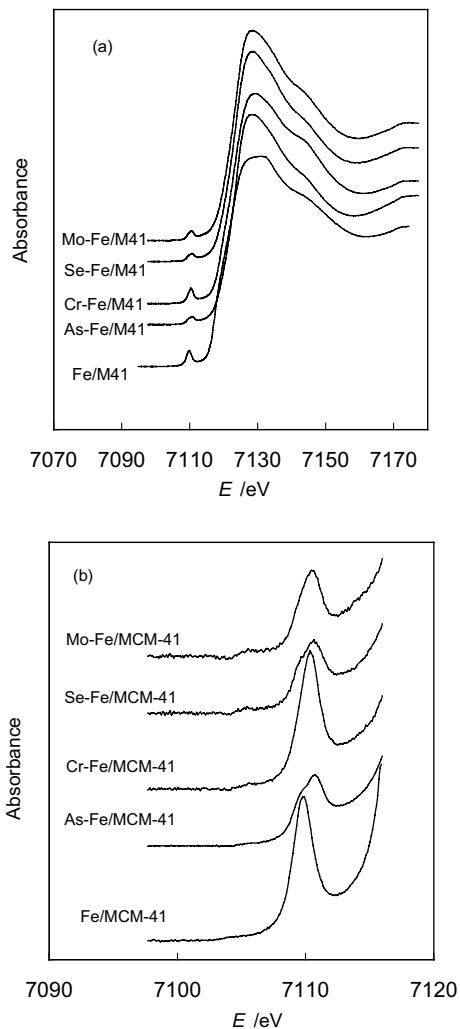 (a)
Absorbance
Mo-Fe/M41
Se-Fe/M41
Cr-Fe/M41
As-Fe/M41
Fe/M41
7070 7090 7110 7130 7150 7170
E /eV
(b)
Absorbance
Mo-Fe/MCM-41
Se-Fe/MCM-41
Cr-Fe/MCM-41
As-Fe/MCM-41
Fe/MCM-41
7090 7100 7110 7120
E /eV